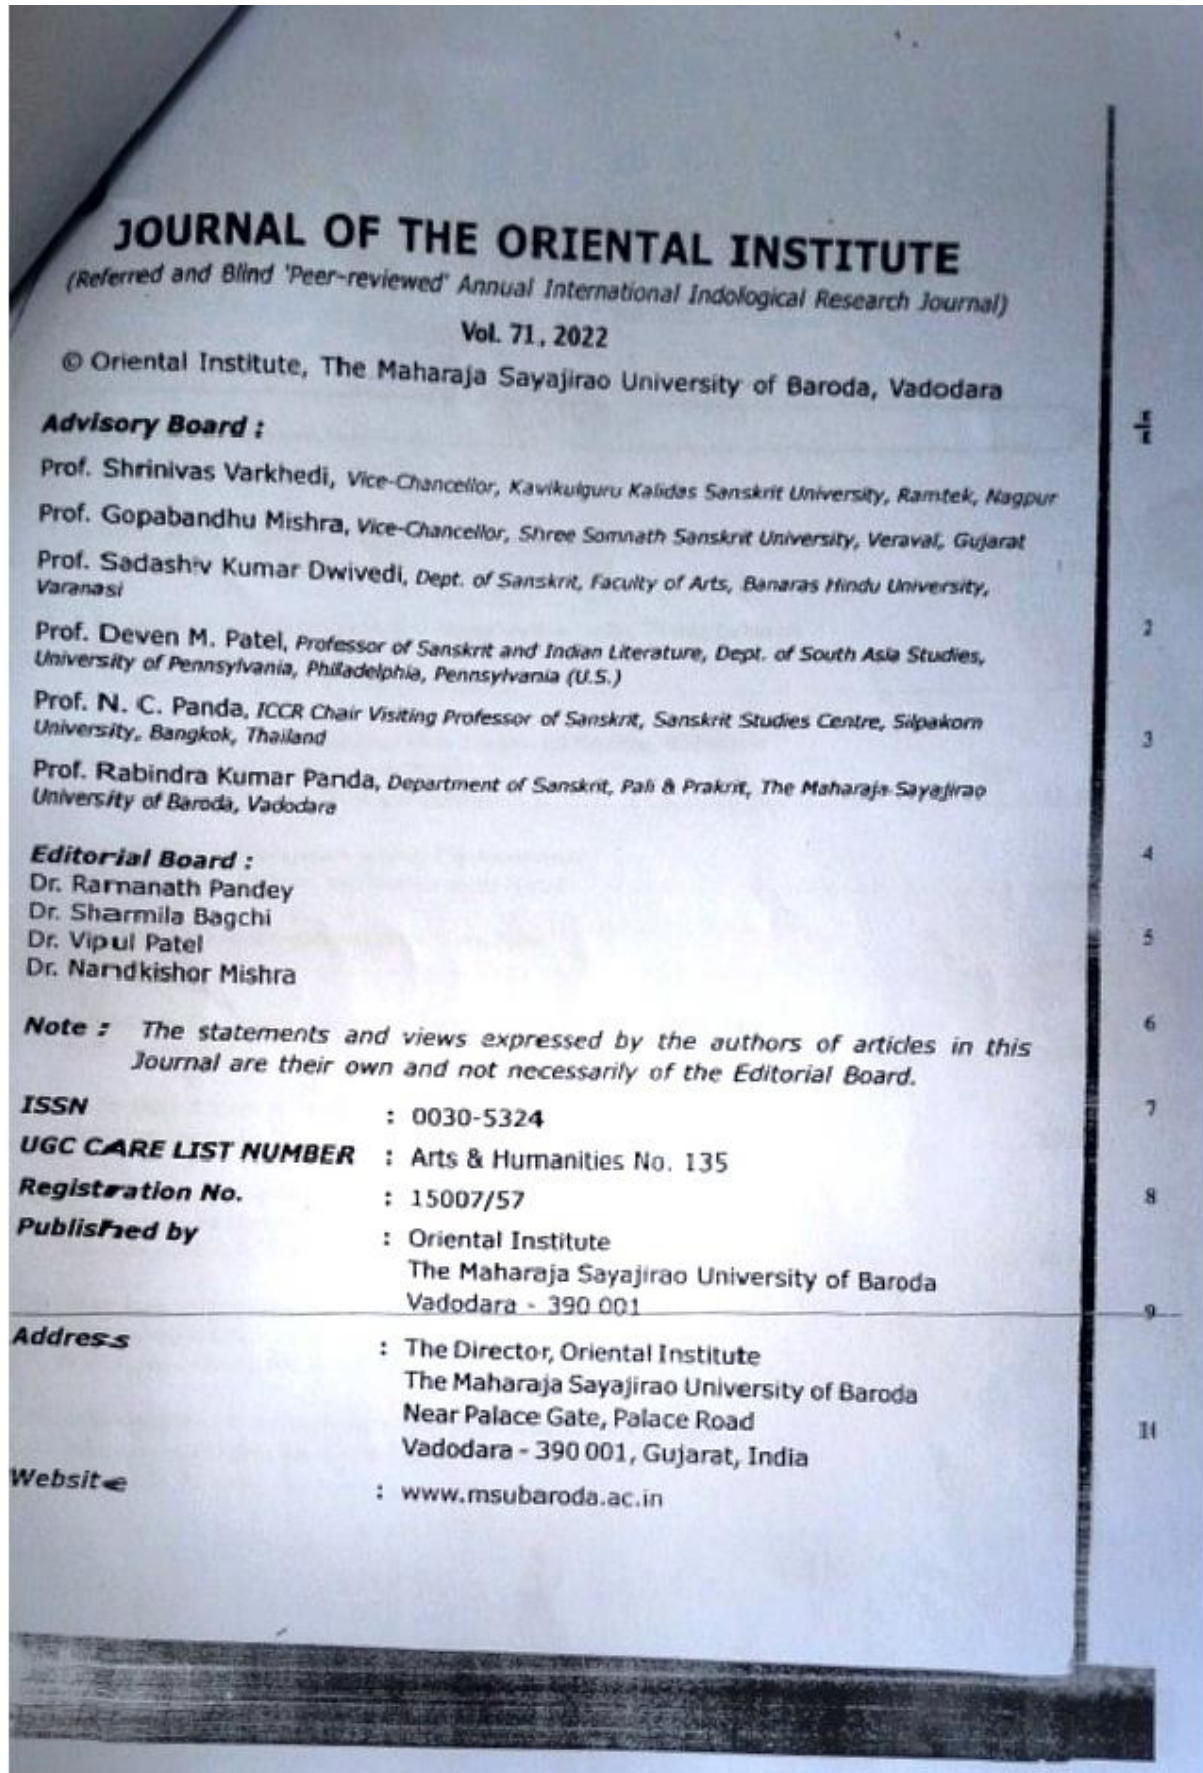 JOURNAL OF THE ORIENTAL INSTITUTE
(Referred and Blind 'Peer-reviewed' Annual International Indological Research Journal)
Vol. 71, 2022
© Oriental Institute, The Maharaja Sayajirao University of Baroda, Vadodara
Advisory Board :
Prof. Shrinivas Varkhedi, Vice-Chancellor, Kavikulguru Kalidas Sanskrit University, Ramtek, Nagpur
Prof. Gopabandhu Mishra, Vice-Chancellor, Shree Somnath Sanskrit University, Veraval, Gujarat
Prof. Sadashiv Kumar Dwivedi, Dept. of Sanskrit, Faculty of Arts, Banaras Hindu University,
Varanasi
Prof. Deven M. Patel, Professor of Sanskrit and Indian Literature, Dept. of South Asia Studies,
University of Pennsylvania, Philadelphia, Pennsylvania (U.S.)
Prof. N. C. Panda, ICCR Chair Visiting Professor of Sanskrit, Sanskrit Studies Centre, Silpakorn
University, Bangkok, Thailand
Prof. Rabindra Kumar Panda, Department of Sanskrit, Pali & Prakrit, The Maharaja Sayajirao
University of Baroda, Vadodara
Editorial Board :
Dr. Ramanath Pandey
Dr. Sharmila Bagchi
Dr. Vipul Patel
Dr. Nandkishor Mishra
Note : The statements and views expressed by the authors of articles in this
Journal are their own and not necessarily of the Editorial Board.
ISSN : 0030-5324
UGC CARE LIST NUMBER : Arts & Humanities No. 135
Registration No. : 15007/57
Published by : Oriental Institute
The Maharaja Sayajirao University of Baroda
Vadodara - 390 001
Address : The Director, Oriental Institute
The Maharaja Sayajirao University of Baroda
Near Palace Gate, Palace Road
Vadodara - 390 001, Gujarat, India
Website : www.msubaroda.ac.in
2
3
4
5
6
7
8
9